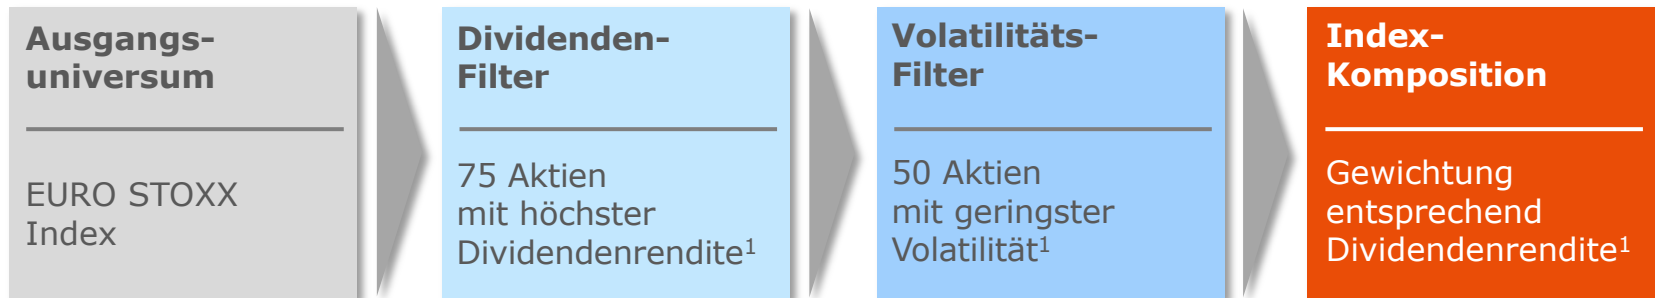 Ausgangs-
universum
EURO STOXX
Index
Dividenden-
Filter
75 Aktien
mit höchster
Dividendenrendite¹
Volatilitäts-
Filter
50 Aktien
mit geringster
Volatilität¹
Index-
Komposition
Gewichtung
entsprechend
Dividendenrendite¹